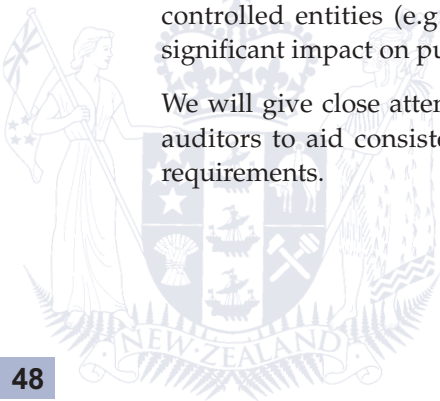 controlled entities (e.g
significant impact on pu
We will give close atten
auditors to aid consiste
requirements.
NEW·ZEALAND
48